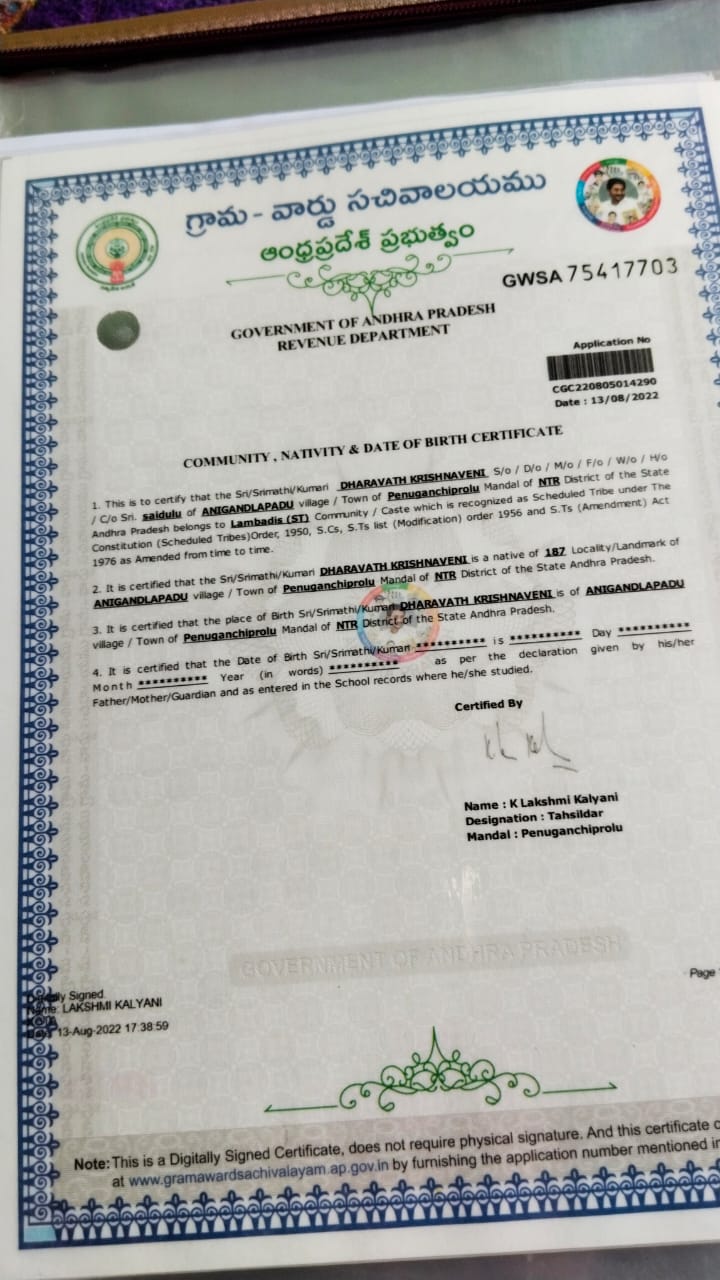 గ్రామ - వార్డు సచివాలయము
ఆంధ్రప్రదేశ్ ప్రభుత్వం
GWSA 75417703
GOVERNMENT OF ANDHRA PRADESH
REVENUE DEPARTMENT
Application No
CGC220805014290
Date : 13/08/2022
COMMUNITY , NATIVITY & DATE OF BIRTH CERTIFICATE
1. This is to certify that the Sri/Srimathi/Kumari DHARAVATH KRISHNAVENI S/o / D/o / M/o / F/o / W/o / H/o
/ C/o Sri. saidulu of ANIGANDLAPADU village / Town of Penuganchiprolu Mandal of NTR District of the State
Andhra Pradesh belongs to Lambadis (ST) Community / Caste which is recognized as Scheduled Tribe under The
Constitution (Scheduled Tribes)Order, 1950, S.Cs, S.Ts list (Modification) order 1956 and S.Ts (Amendment) Act
1976 as Amended from time to time.
2. It is certified that the Sri/Srimathi/Kumari DHARAVATH KRISHNAVENI is a native of 187 Locality/Landmark of
ANIGANDLAPADU village / Town of Penuganchiprolu Mandal of NTR District of the State Andhra Pradesh.
3. It is certified that the place of Birth Sri/Srimathi/Kumari DHARAVATH KRISHNAVENI is of ANIGANDLAPADU
village / Town of Penuganchiprolu Mandal of NTR District of the State Andhra Pradesh.
4. It is certified that the Date of Birth Sri/Srimathi/Kumari ********** is ********** Day **********
Month ********** Year (in words) ********** as per the declaration given by his/her
Father/Mother/Guardian and as entered in the School records where he/she studied.
Certified By
Name : K Lakshmi Kalyani
Designation : Tahsildar
Mandal : Penuganchiprolu
GOVERNMENT OF ANDHRA PRADESH
Page
Digitally Signed
Name: LAKSHMI KALYANI
Date: 13-Aug-2022 17:38:59
Note: This is a Digitally Signed Certificate, does not require physical signature. And this certificate
at www.gramawardsachivalayam.ap.gov.in by furnishing the application number mentioned in